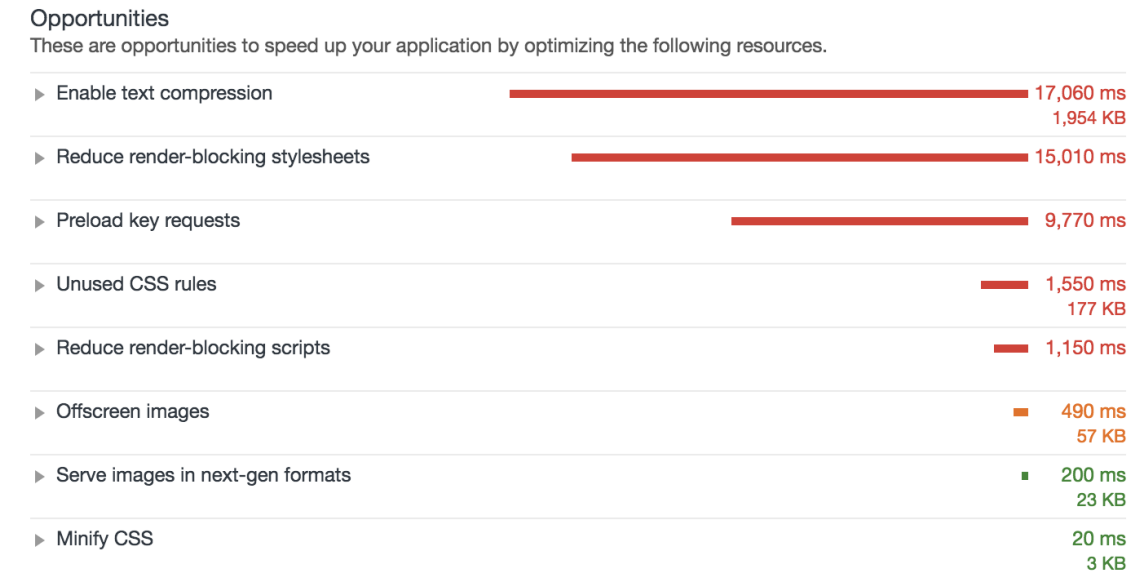 Opportunities
These are opportunities to speed up your application by optimizing the following resources.
Enable text compression 17,060 ms
1,954 KB
Reduce render-blocking stylesheets 15,010 ms
Preload key requests 9,770 ms
Unused CSS rules 1,550 ms
177 KB
Reduce render-blocking scripts 1,150 ms
Offscreen images 490 ms
57 KB
Serve images in next-gen formats 200 ms
23 KB
Minify CSS 20 ms
3 KB